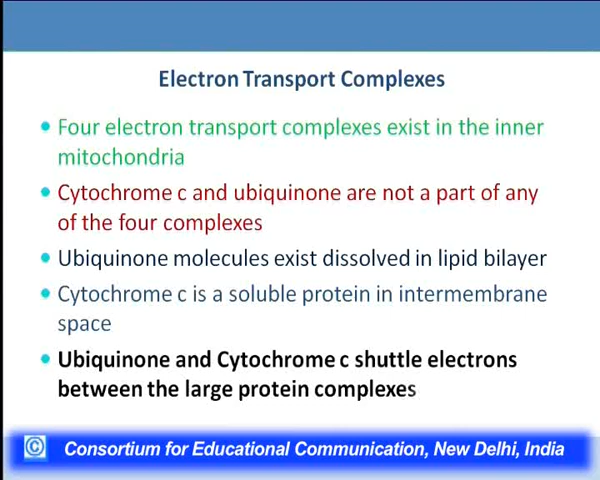 Electron Transport Complexes
Four electron transport complexes exist in the inner
mitochondria
Cytochrome c and ubiquinone are not a part of any
of the four complexes
Ubiquinone molecules exist dissolved in lipid bilayer
Cytochrome c is a soluble protein in intermembrane
space
Ubiquinone and Cytochrome c shuttle electrons
between the large protein complexes
© Consortium for Educational Communication, New Delhi, India